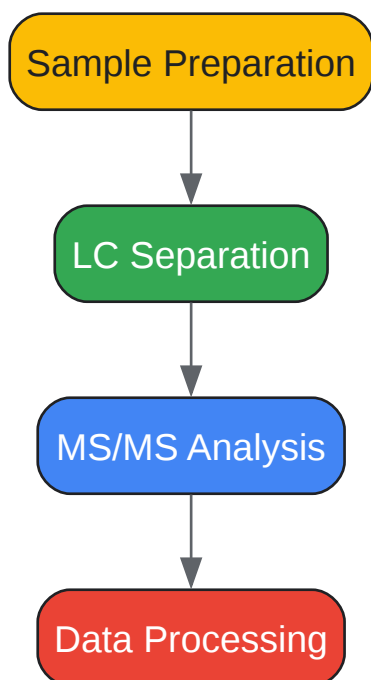 Sample Preparation
LC Separation
MS/MS Analysis
Data Processing